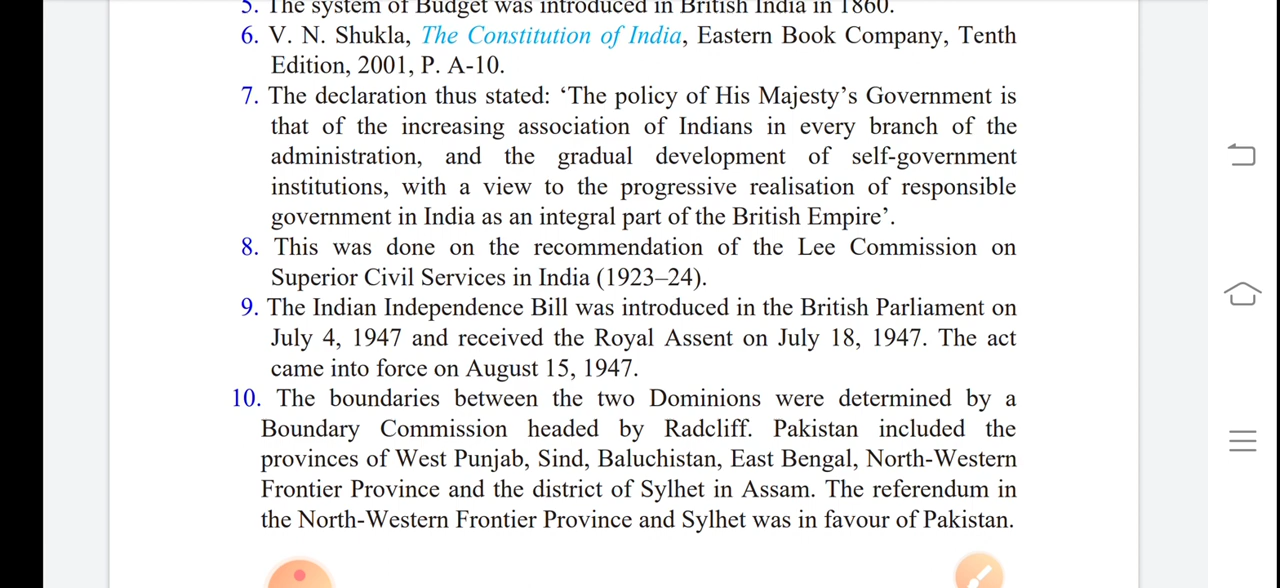 5. The system of Budget was introduced in British India in 1860.
6. V. N. Shukla, The Constitution of India, Eastern Book Company, Tenth
Edition, 2001, P. A-10.
7. The declaration thus stated: ‘The policy of His Majesty’s Government is
that of the increasing association of Indians in every branch of the
administration, and the gradual development of self-government
institutions, with a view to the progressive realisation of responsible
government in India as an integral part of the British Empire’.
8. This was done on the recommendation of the Lee Commission on
Superior Civil Services in India (1923–24).
9. The Indian Independence Bill was introduced in the British Parliament on
July 4, 1947 and received the Royal Assent on July 18, 1947. The act
came into force on August 15, 1947.
10. The boundaries between the two Dominions were determined by a
Boundary Commission headed by Radcliff. Pakistan included the
provinces of West Punjab, Sind, Baluchistan, East Bengal, North-Western
Frontier Province and the district of Sylhet in Assam. The referendum in
the North-Western Frontier Province and Sylhet was in favour of Pakistan.